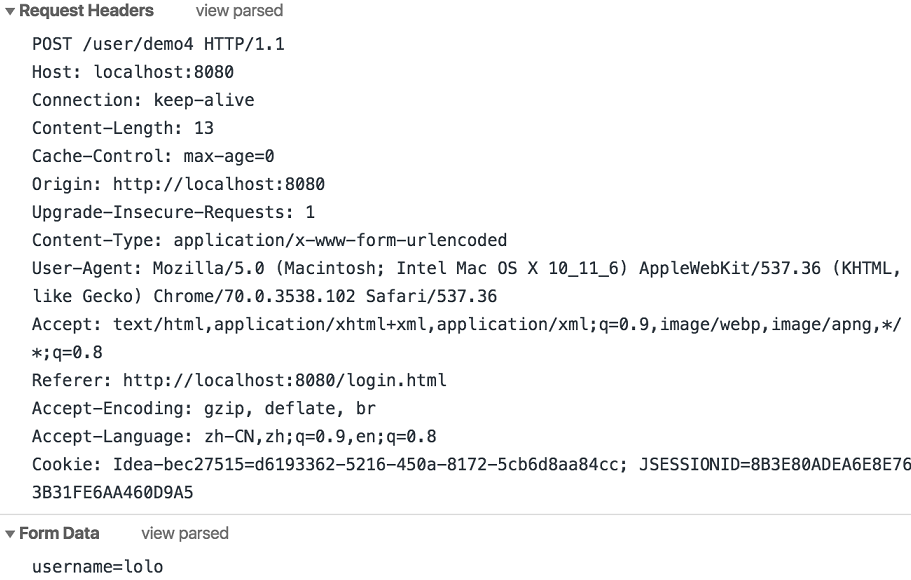 Request Headers view parsed
POST /user/demo4 HTTP/1.1
Host: localhost:8080
Connection: keep-alive
Content-Length: 13
Cache-Control: max-age=0
Origin: http://localhost:8080
Upgrade-Insecure-Requests: 1
Content-Type: application/x-www-form-urlencoded
User-Agent: Mozilla/5.0 (Macintosh; Intel Mac OS X 10_11_6) AppleWebKit/537.36 (KHTML,
like Gecko) Chrome/70.0.3538.102 Safari/537.36
Accept: text/html,application/xhtml+xml,application/xml;q=0.9,image/webp,image/apng,*/
*;q=0.8
Referer: http://localhost:8080/login.html
Accept-Encoding: gzip, deflate, br
Accept-Language: zh-CN,zh;q=0.9,en;q=0.8
Cookie: Idea-bec27515=d6193362-5216-450a-8172-5cb6d8aa84cc; JSESSIONID=8B3E80ADEA6E8E76
3B31FE6AA460D9A5
Form Data view parsed
username=lolo